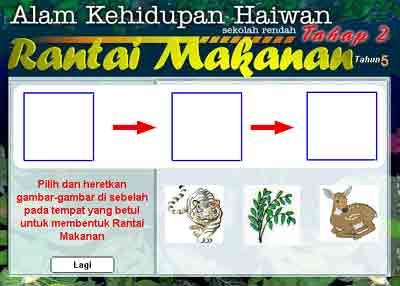 Alam Kehidupan Haiwan
sekolah rendah
Tahap 2
Rantai Makanan
Tahun 5
Pilih dan heretkan
gambar-gambar di sebelah
pada tempat yang betul
untuk membentuk Rantai
Makanan
Lagi